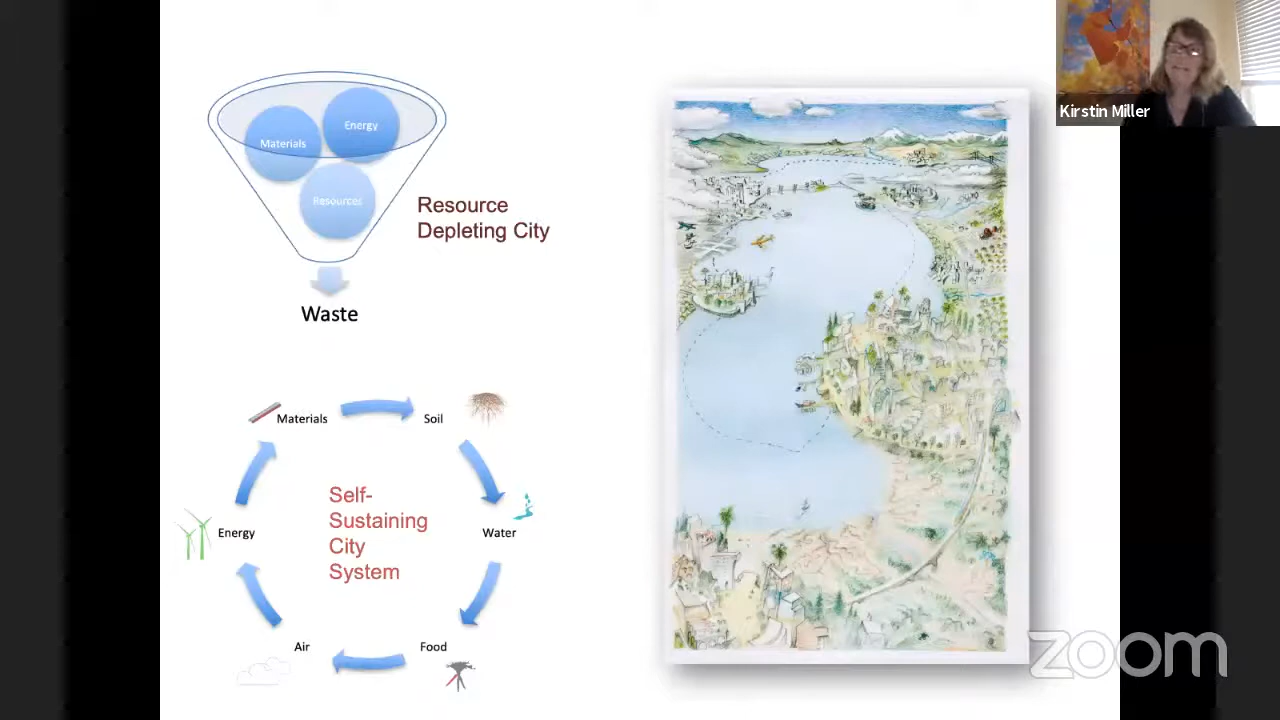 Energy
Materials
Resources
Resource
Depleting City
Waste
Materials
Soil
Energy
Self-
Sustaining
City
System
Water
Air
Food
Kirstin Miller
zoom